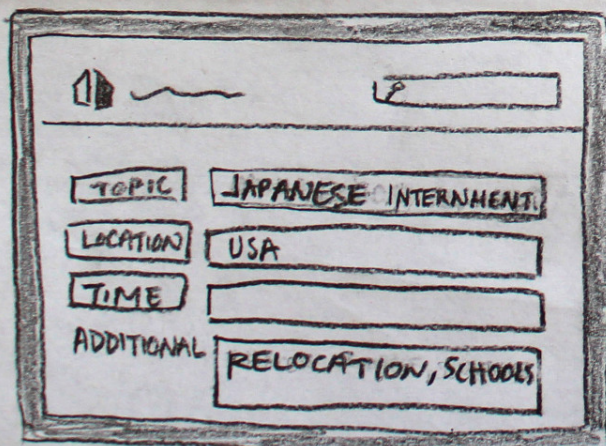 TOPIC JAPANESE INTERNMENT
LOCATION USA
TIME
ADDITIONAL RELOCATION, SCHOOLS